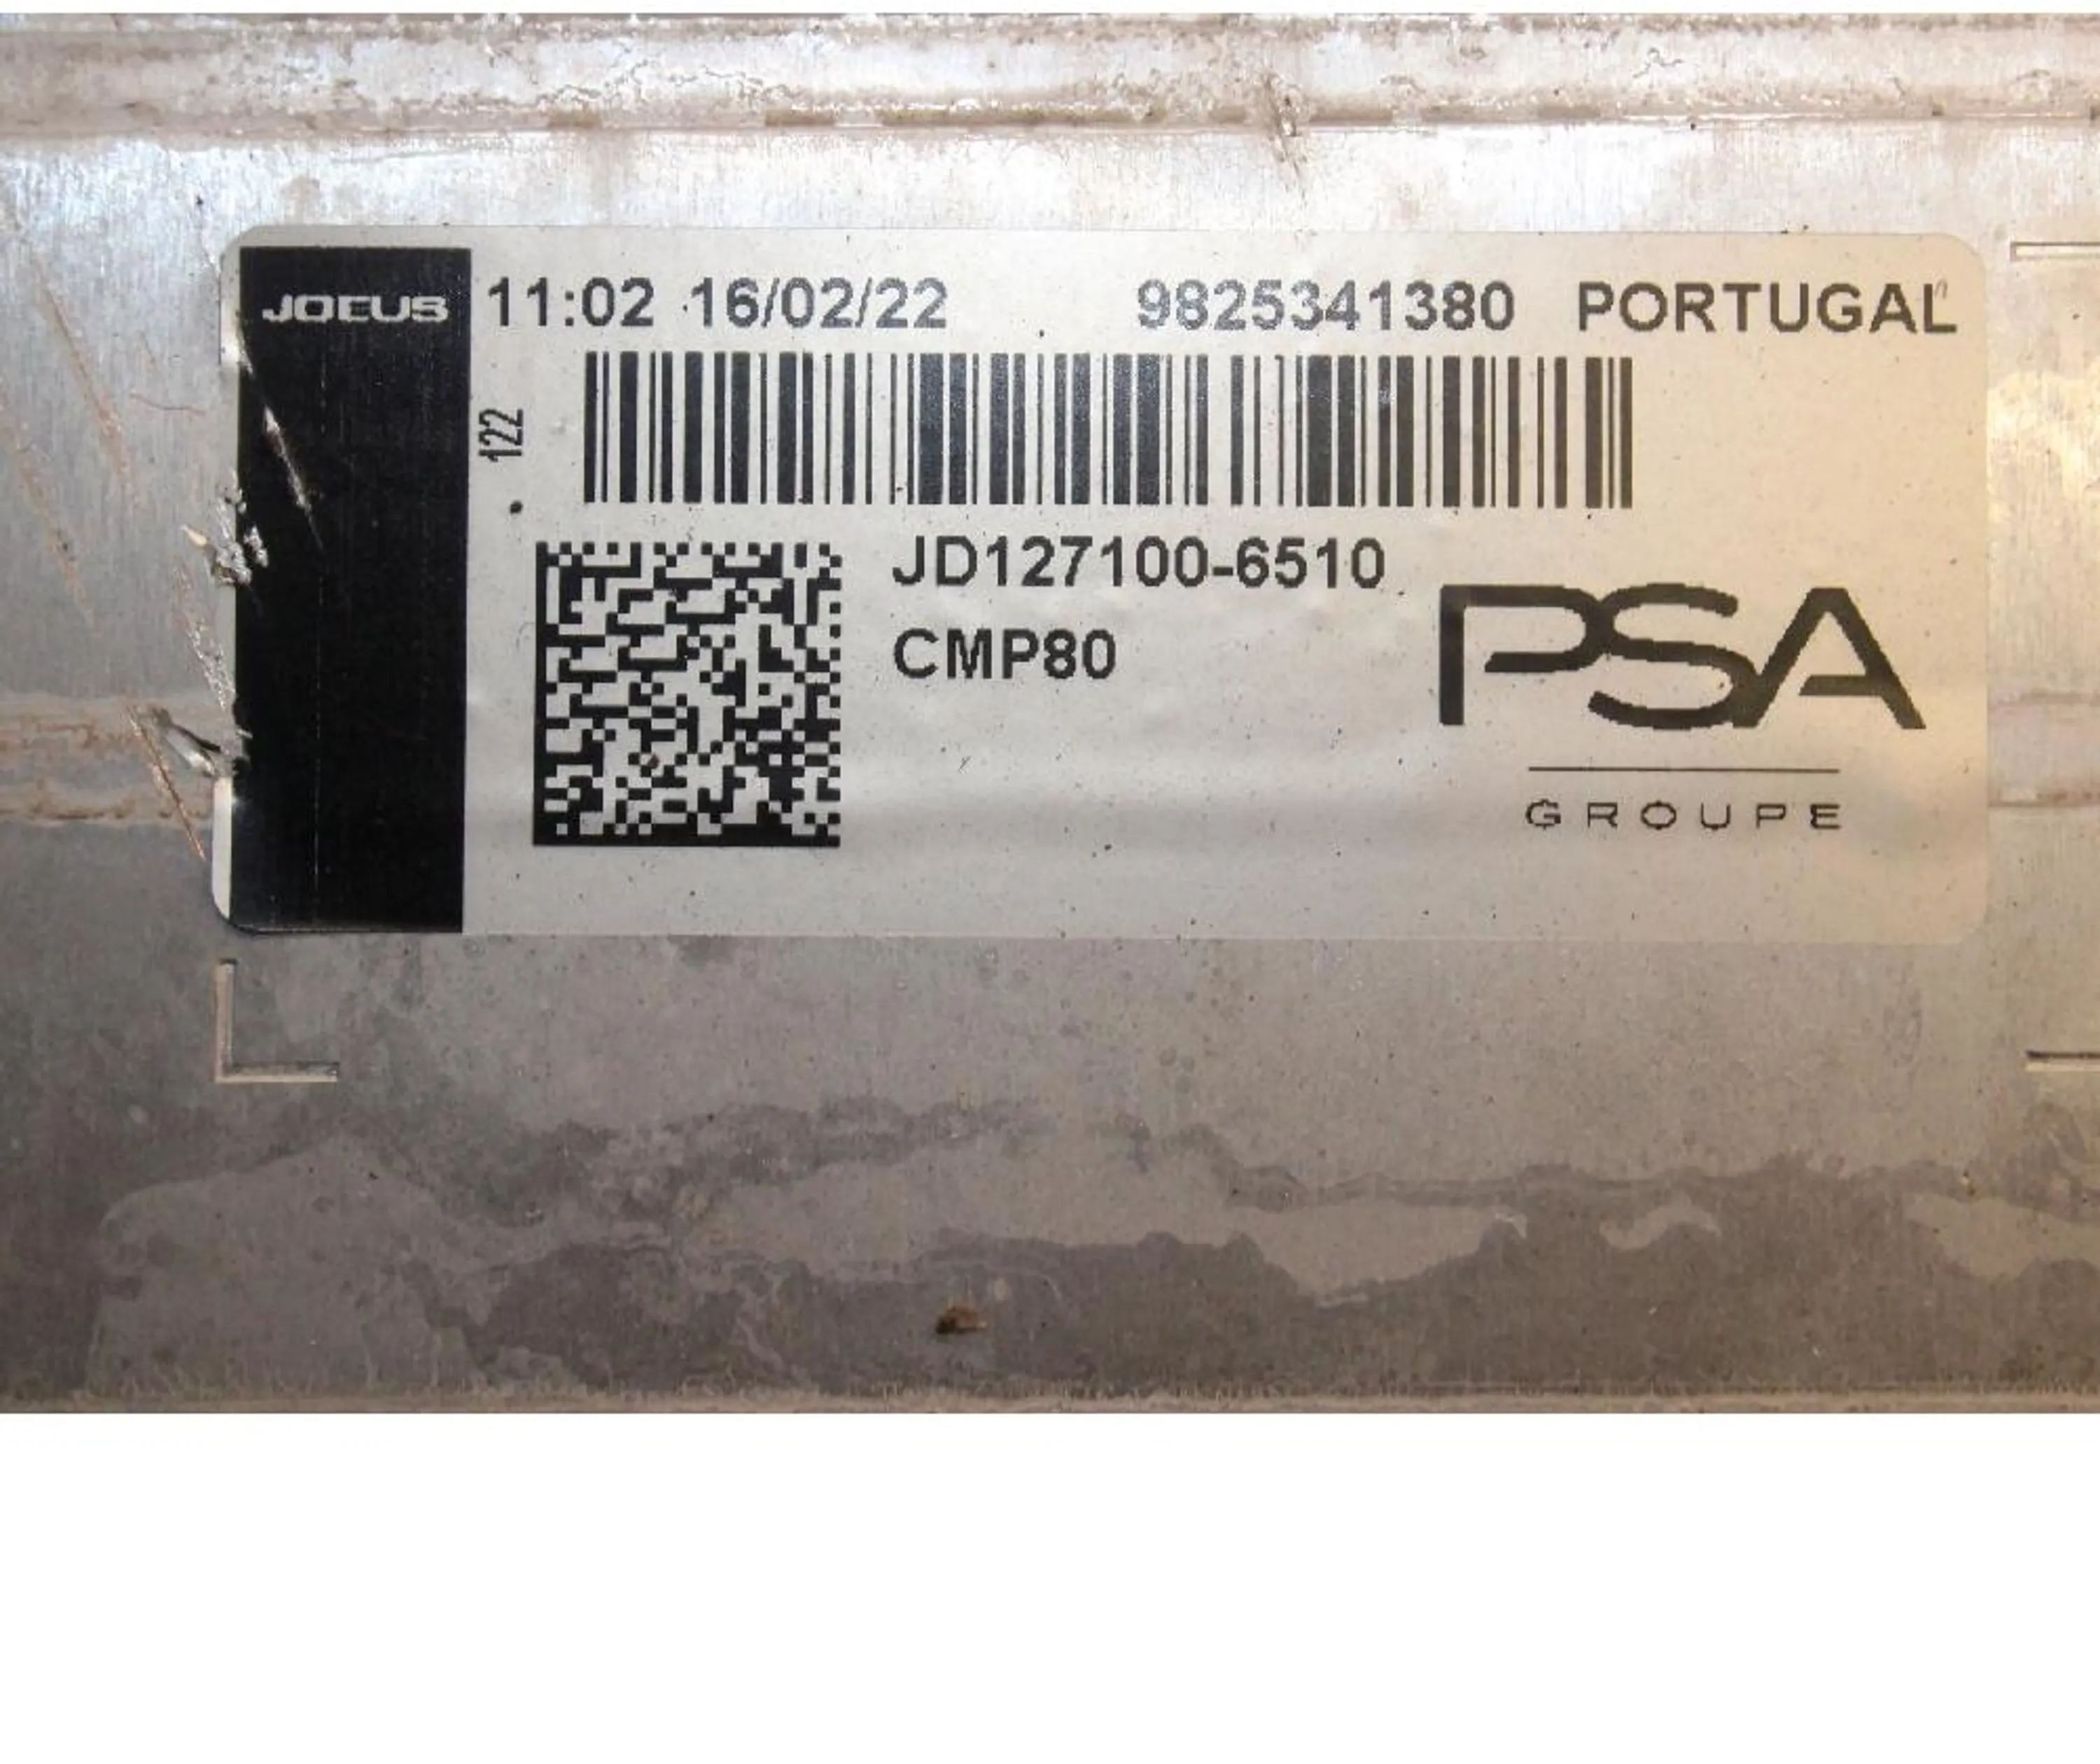 JOEUS
11:02 16/02/22 9825341380 PORTUGAL
122
JD127100-6510
CMP80
PSA
GROUPE